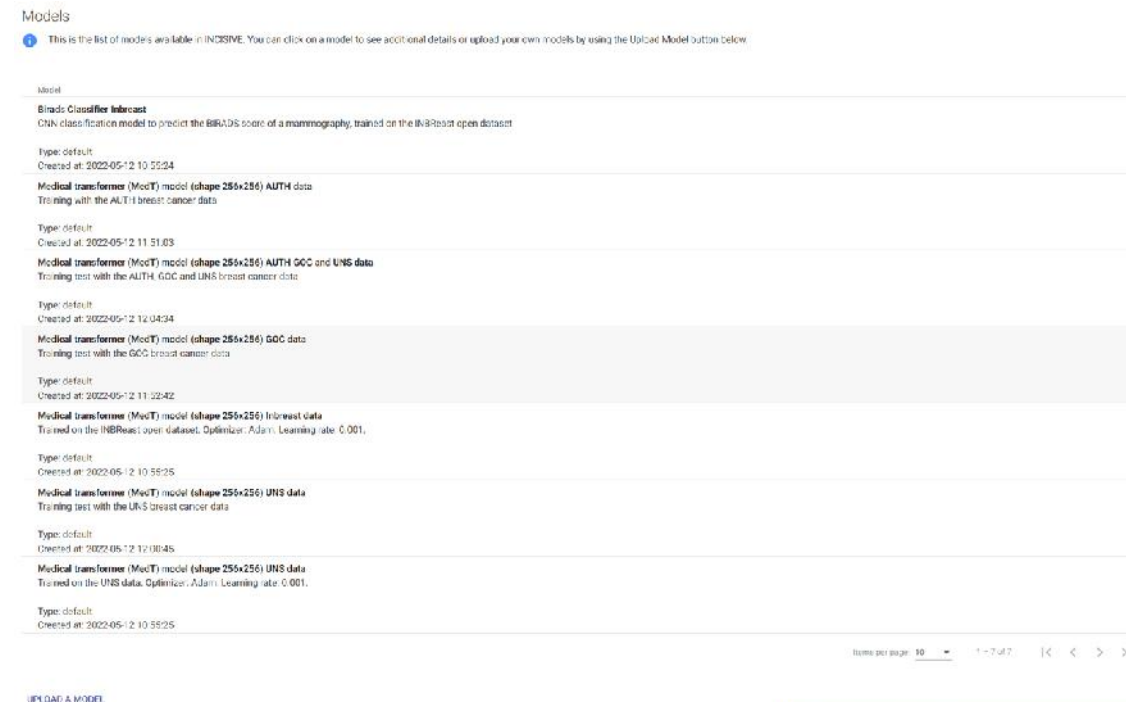 Models
This is the list of models available in INCISIVE. You can click on a model to see additional details or upload your own models by using the Upload Model button below.
Model
Birads Classifier Inbreast
CNN classification model to predict the BIRADS score of a mammography, trained on the INBReast open dataset
Type: default
Created at: 2022-05-12 10:55:24
Medical transformer (MedT) model (shape 256x256) AUTH data
Training with the AUTH breast cancer data
Type: default
Created at: 2022-05-12 11:51:03
Medical transformer (MedT) model (shape 256x256) AUTH GOC and UNS data
Training test with the AUTH, GOC and UNS breast cancer data
Type: default
Created at: 2022-05-12 12:04:34
Medical transformer (MedT) model (shape 256x256) GOC data
Training test with the GOC breast cancer data
Type: default
Created at: 2022-05-12 11:52:42
Medical transformer (MedT) model (shape 256x256) Inbreast data
Trained on the INBReast open dataset. Optimizer: Adam. Learning rate: 0.001.
Type: default
Created at: 2022-05-12 10:55:25
Medical transformer (MedT) model (shape 256x256) UNS data
Training test with the UNS breast cancer data
Type: default
Created at: 2022-05-12 12:00:45
Medical transformer (MedT) model (shape 256x256) UNS data
Trained on the UNS data. Optimizer: Adam. Learning rate: 0.001.
Type: default
Created at: 2022-05-12 10:55:25
Items per page: 10 1 – 7 of 7
UPLOAD A MODEL